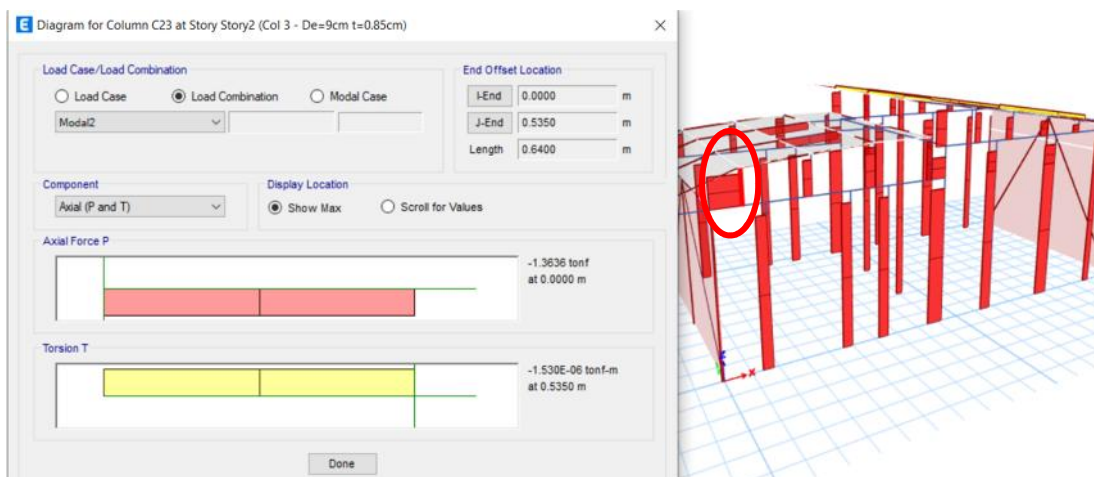 E Diagram for Column C23 at Story Story2 (Col 3 - De=9cm t=0.85cm)
Load Case/Load Combination
Load Case Load Combination Modal Case
Modal2
End Offset Location
I-End 0.0000 m
J-End 0.5350 m
Length 0.6400 m
Component
Axial (P and T)
Display Location
Show Max Scroll for Values
Axial Force P
-1.3636 tonf
at 0.0000 m
Torsion T
-1.530E-06 tonf-m
at 0.5350 m
Done
X